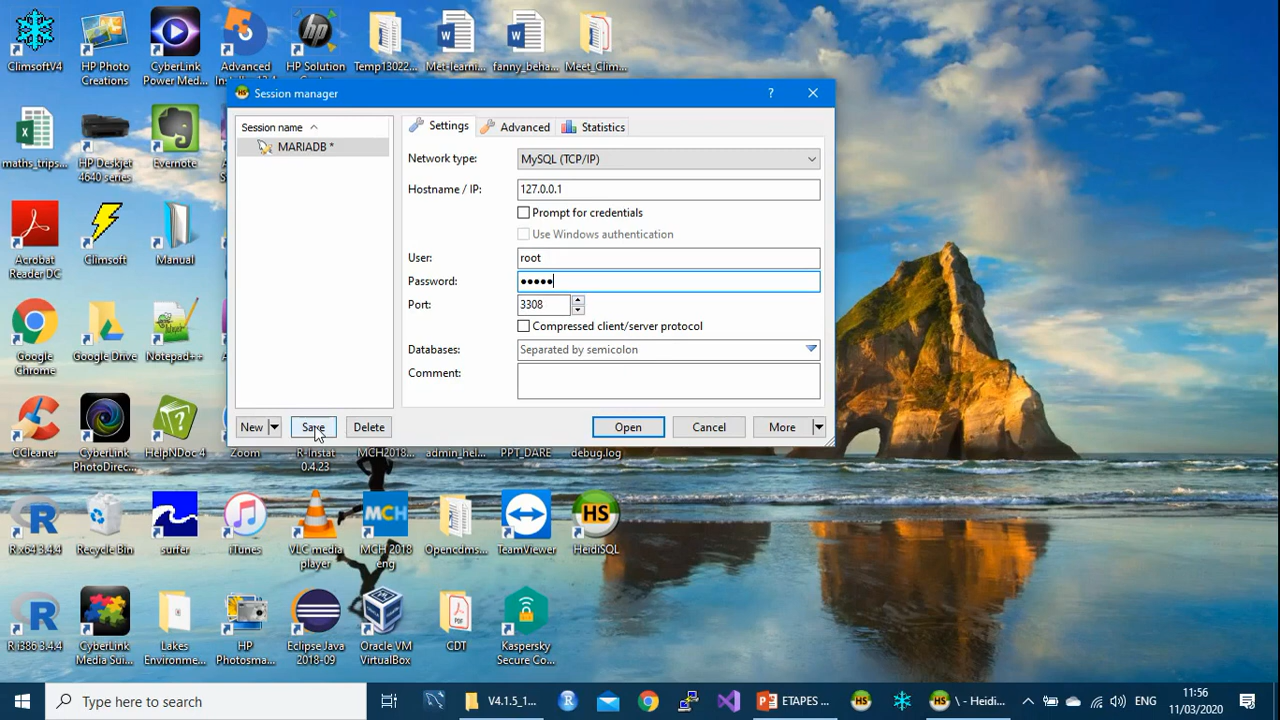 ClimsoftV4
HP Photo
Creations
CyberLink
Power Med...
Advanced
HP Solution
Temp13022...
Met-learni...
fanny_beha...
Meet_Clim...
Session manager
?
Session name
MARIADB *
Settings
Advanced
Statistics
Network type:
MySQL (TCP/IP)
Hostname / IP:
127.0.0.1
Prompt for credentials
Use Windows authentication
User:
root
Password:
●●●●●
Port:
3308
Compressed client/server protocol
Databases:
Separated by semicolon
Comment:
New
Save
Delete
Open
Cancel
More
maths_trips...
HP Deskjet
4640 series
Evernote
Acrobat
Reader DC
Climsoft
Manual
Google
Chrome
Google Drive
Notepad++
CCleaner
CyberLink
PhotoDirec...
HelpNDoc 4
Zoom
R-Instat
0.4.23
MCH2018...
admin_hel...
PPT_DARE
debug.log
R x64 3.4.4
Recycle Bin
surfer
iTunes
VLC media
player
MCH
MCH 2018
eng
Opencdms...
TeamViewer
HS
HeidiSQL
R i386 3.4.4
CyberLink
Media Sui...
Lakes
Environme...
HP
Photosma...
Eclipse Java
2018-09
Oracle VM
VirtualBox
GDT
Kaspersky
Secure Co...
Type here to search
V4.1.5_1...
ETAPES ...
\ - Heidi...
ENG
11:56
11/03/2020